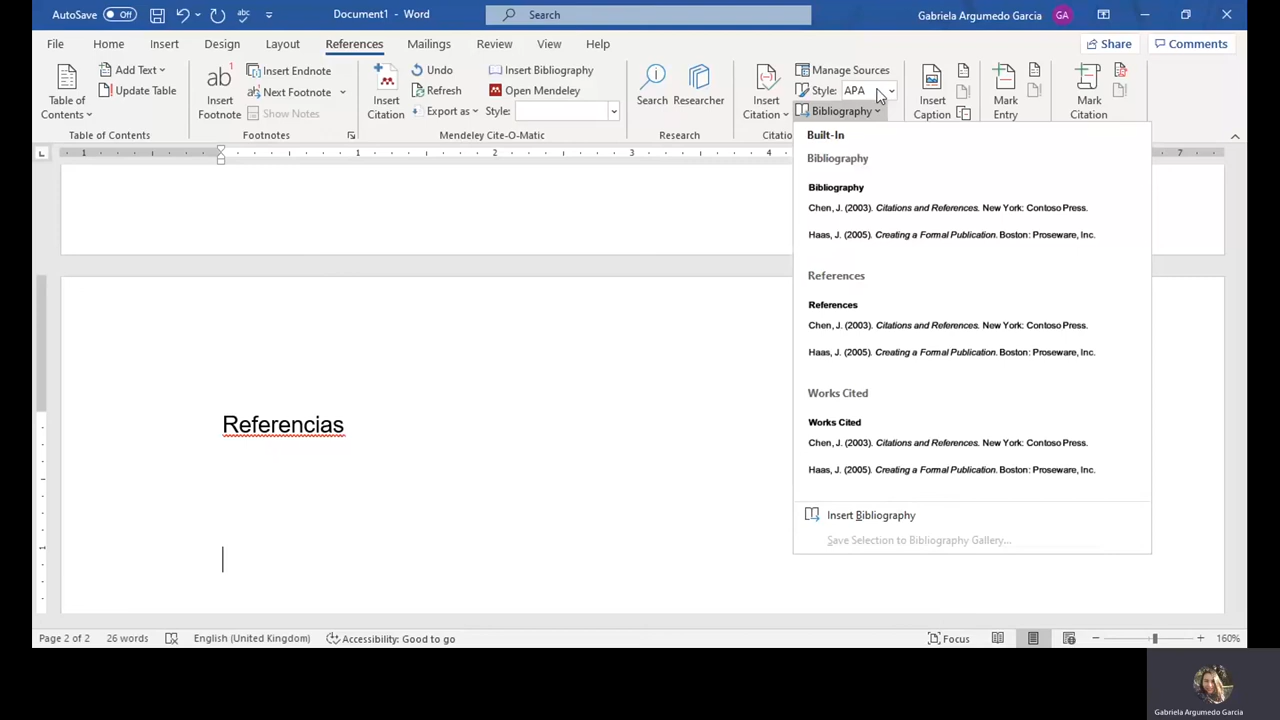 AutoSave Off
Document1 - Word
Search
Gabriela Argumedo Garcia GA
File Home Insert Design Layout References Mailings Review View Help
Share Comments
Table of Contents
Add Text
Update Table
Table of Contents
ab Insert Footnote
Insert Endnote
Next Footnote
Show Notes
Footnotes
Insert Citation
Undo
Refresh
Export as
Insert Bibliography
Open Mendeley
Style:
Mendeley Cite-O-Matic
Search
Researcher
Research
Insert Citation
Manage Sources
Style: APA
Bibliography
Insert Caption
Mark Entry
Mark Citation
Built-In
Bibliography
Bibliography
Chen, J. (2003). Citations and References. New York: Contoso Press.
Haas, J. (2005). Creating a Formal Publication. Boston: Proseware, Inc.
References
References
Chen, J. (2003). Citations and References. New York: Contoso Press.
Haas, J. (2005). Creating a Formal Publication. Boston: Proseware, Inc.
Works Cited
Works Cited
Chen, J. (2003). Citations and References. New York: Contoso Press.
Haas, J. (2005). Creating a Formal Publication. Boston: Proseware, Inc.
Insert Bibliography
Save Selection to Bibliography Gallery...
1 1 2 3 4 7
Referencias
1
Page 2 of 2 26 words English (United Kingdom) Accessibility: Good to go Focus 160%
Gabriela Argumedo Garcia